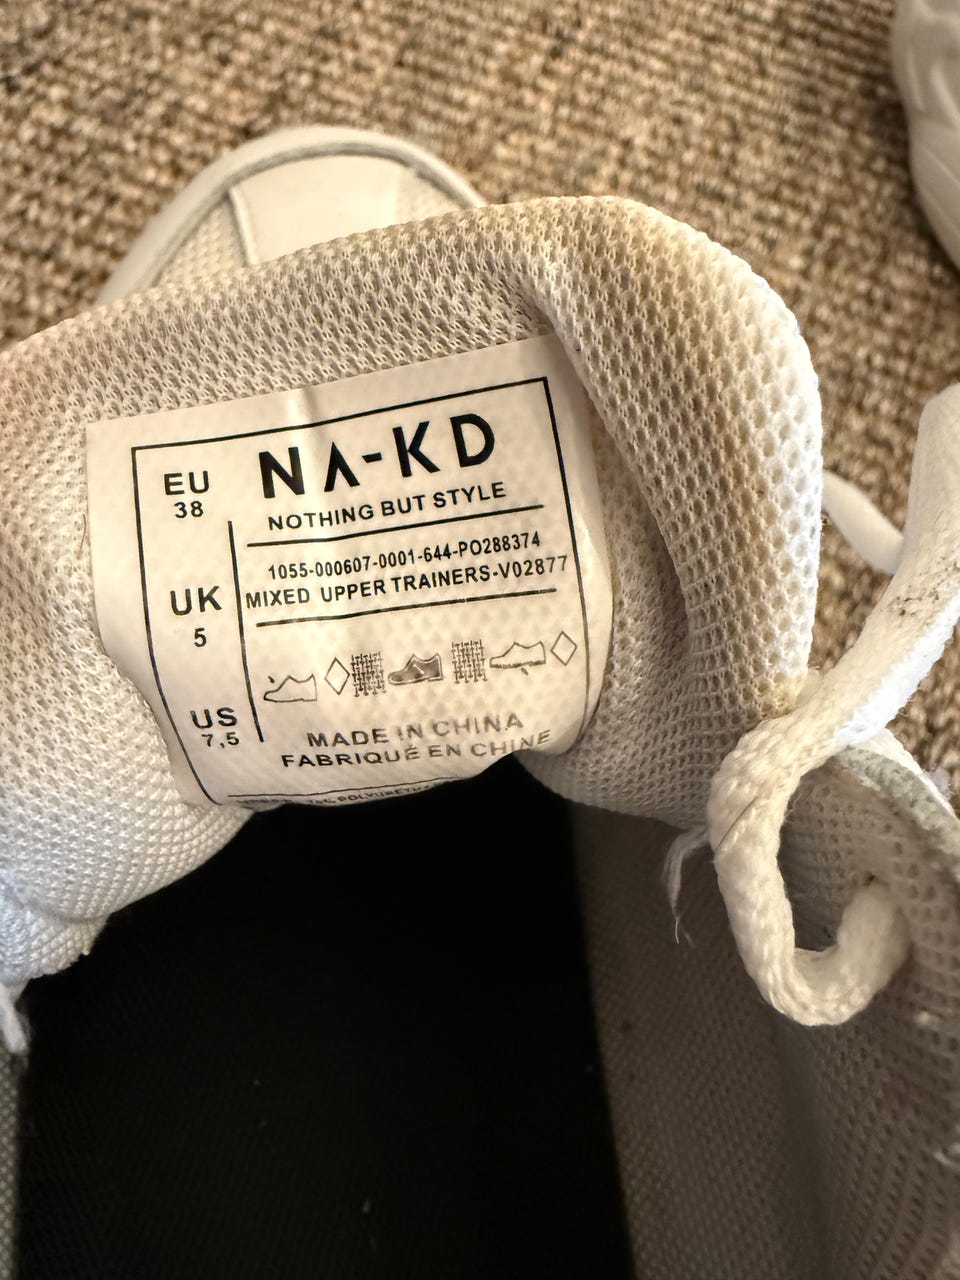 NA-KD
NOTHING BUT STYLE
EU
38
UK
5
US
7,5
1055-000607-0001-644-PO288374
MIXED UPPER TRAINERS-V02877
MADE IN CHINA
FABRIQUÉ EN CHINE